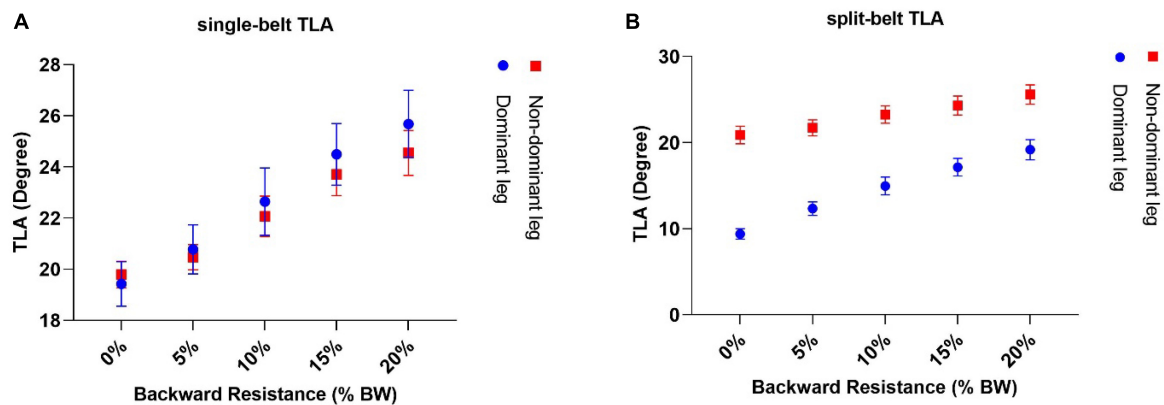 A
single-belt TLA
28
26
24
22
20
18
TLA (Degree)
0%
5%
10%
15%
20%
Backward Resistance (% BW)
Non-dominant leg
Dominant leg
B
split-belt TLA
30
20
10
0
TLA (Degree)
0%
5%
10%
15%
20%
Backward Resistance (% BW)
Non-dominant leg
Dominant leg